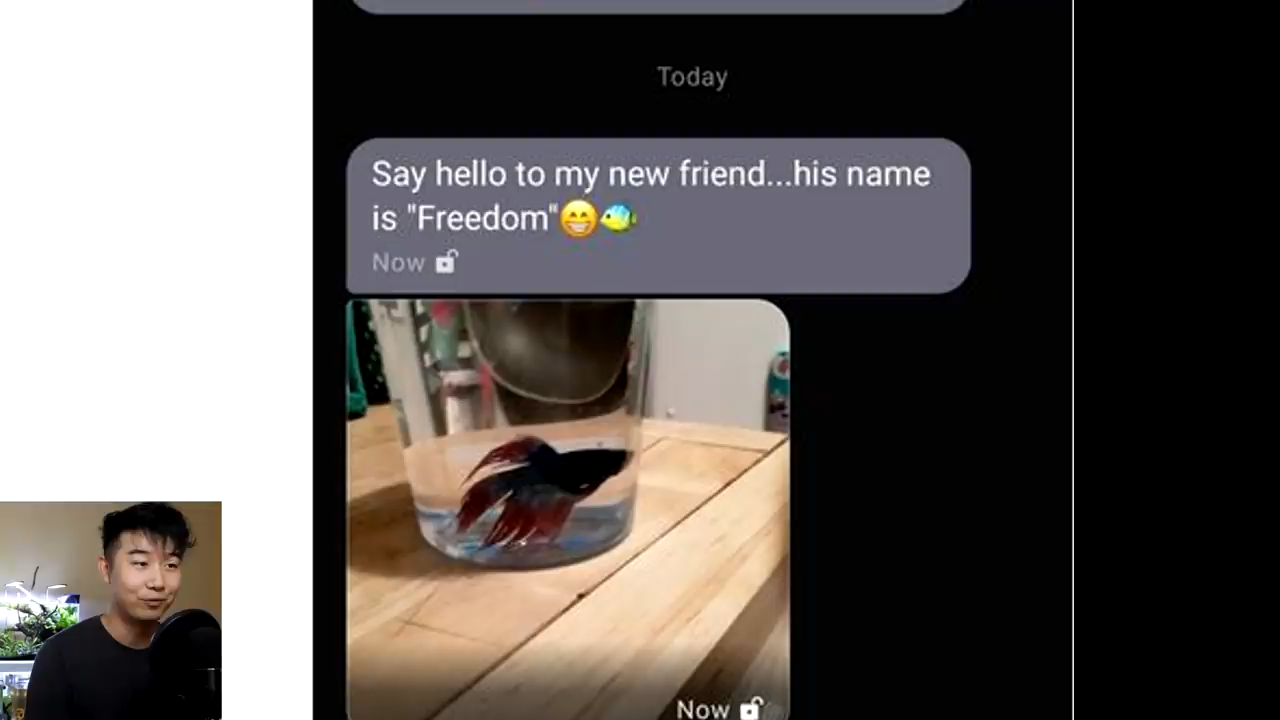 Today
Say hello to my new friend...his name
is "Freedom"😁🐠
Now
Now